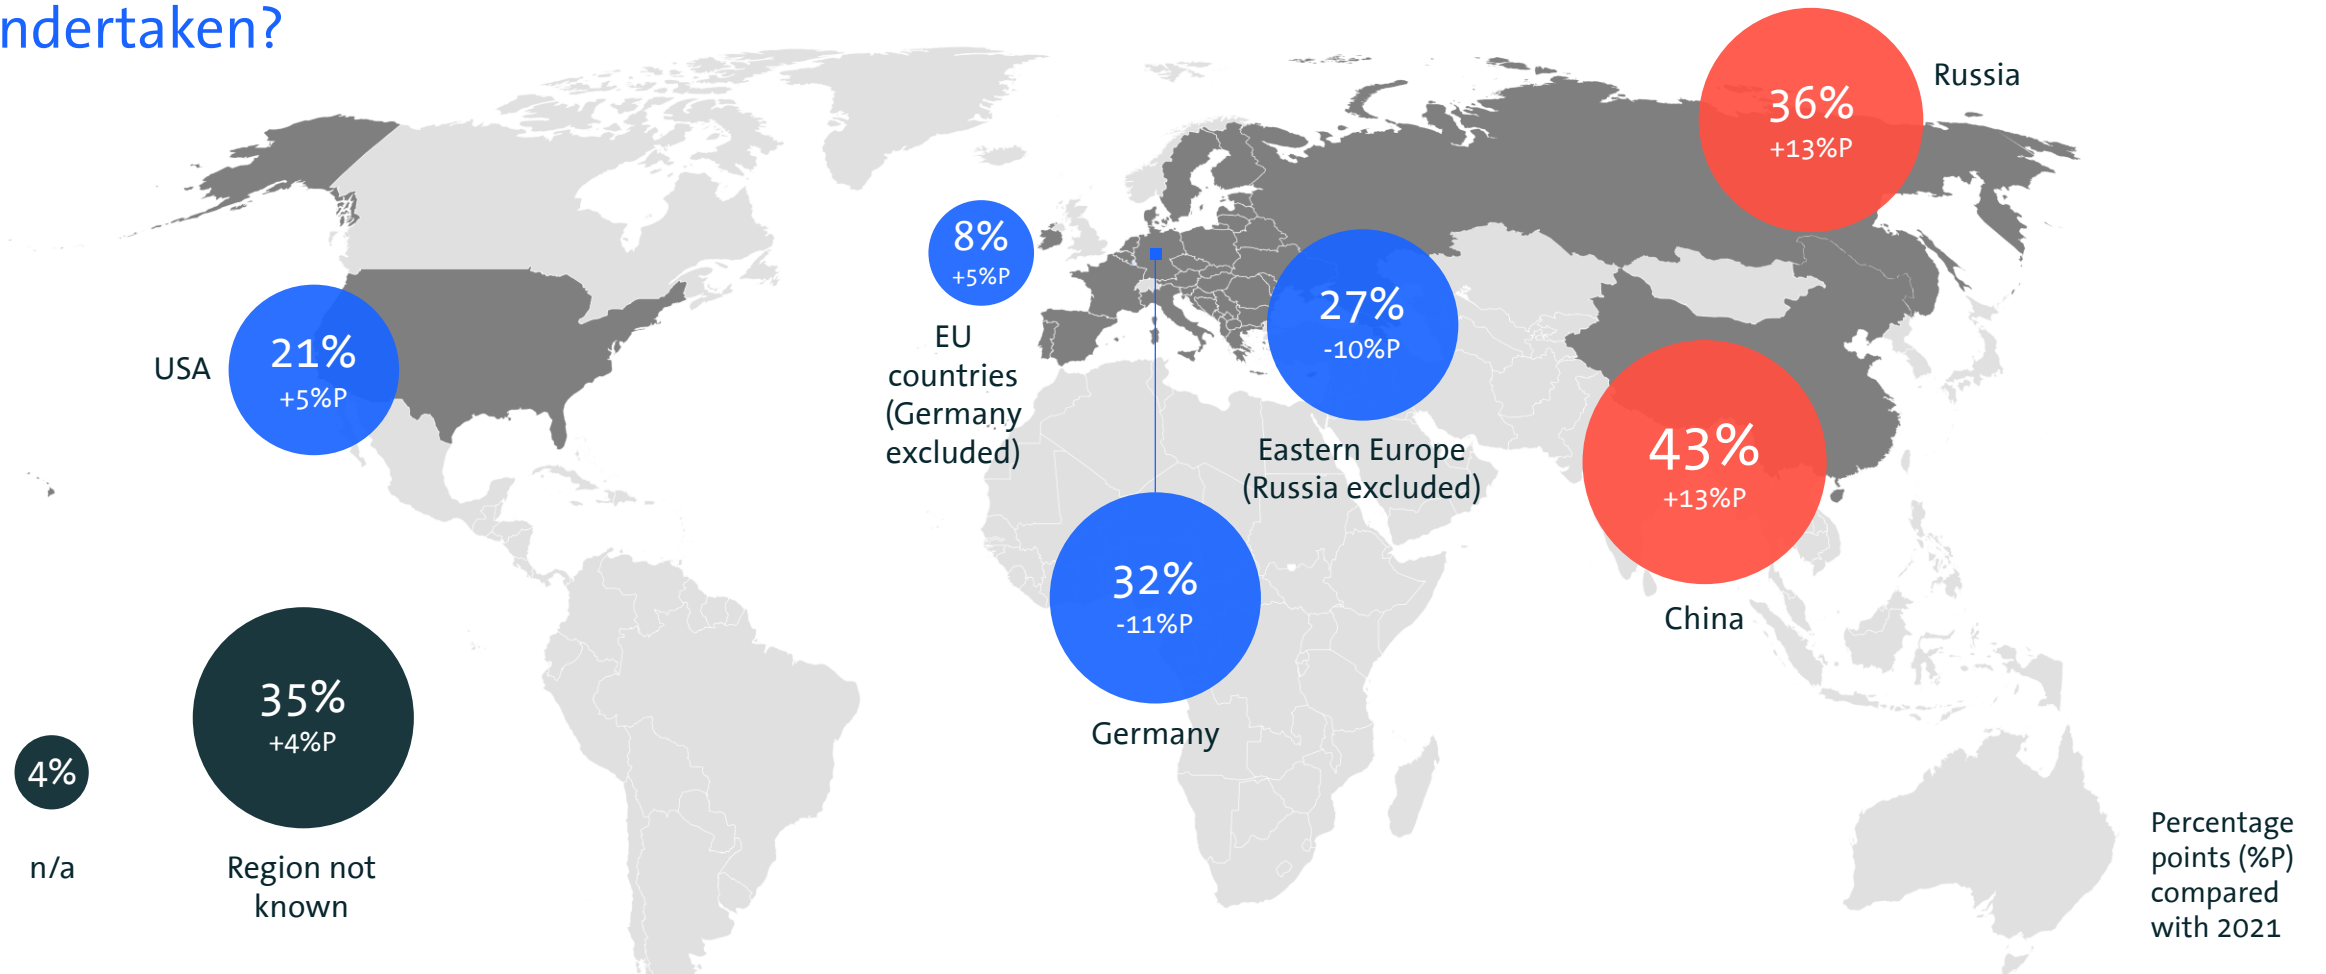 ndertaken?
36%
+13%P
Russia
8%
+5%P
EU
countries
(Germany
excluded)
27%
-10%P
Eastern Europe
(Russia excluded)
USA
21%
+5%P
43%
+13%P
China
32%
-11%P
Germany
35%
+4%P
Region not
known
4%
n/a
Percentage
points (%P)
compared
with 2021